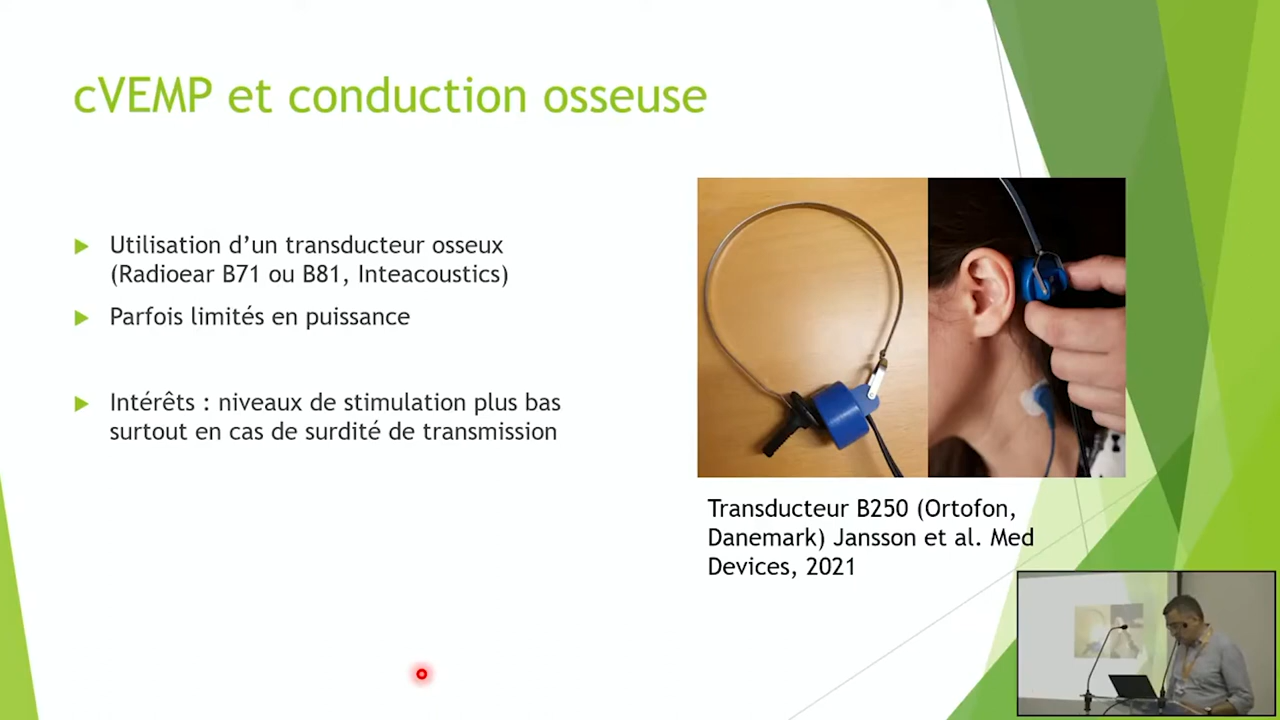 cVEMP et conduction osseuse
Utilisation d’un transducteur osseux
(Radioear B71 ou B81, Inteacoustics)
Parfois limités en puissance
Intérêts : niveaux de stimulation plus bas
surtout en cas de surdité de transmission
Transducteur B250 (Ortofon,
Danemark) Jansson et al. Med
Devices, 2021